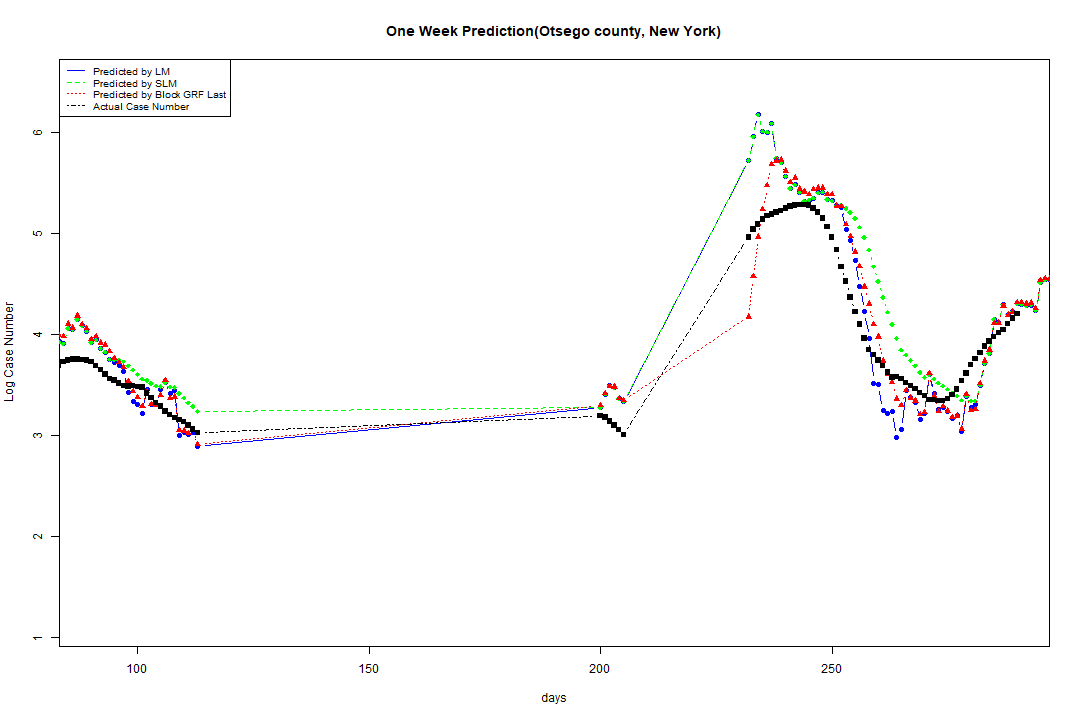 One Week Prediction(Otsego county, New York)
Predicted by LM
Predicted by SLM
Predicted by Block GRF Last
Actual Case Number
Log Case Number
6
5
4
3
2
1
100 150 200 250
days